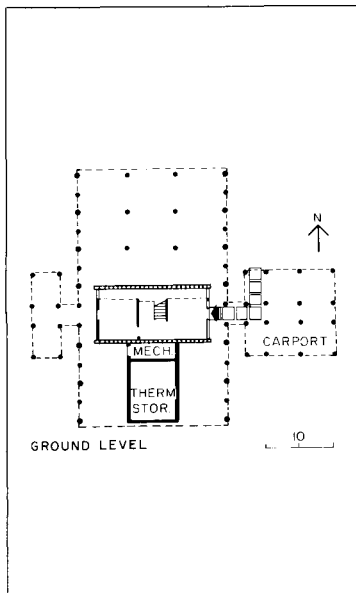 N
CARPORT
MECH.
THERM
STOR.
GROUND LEVEL
10